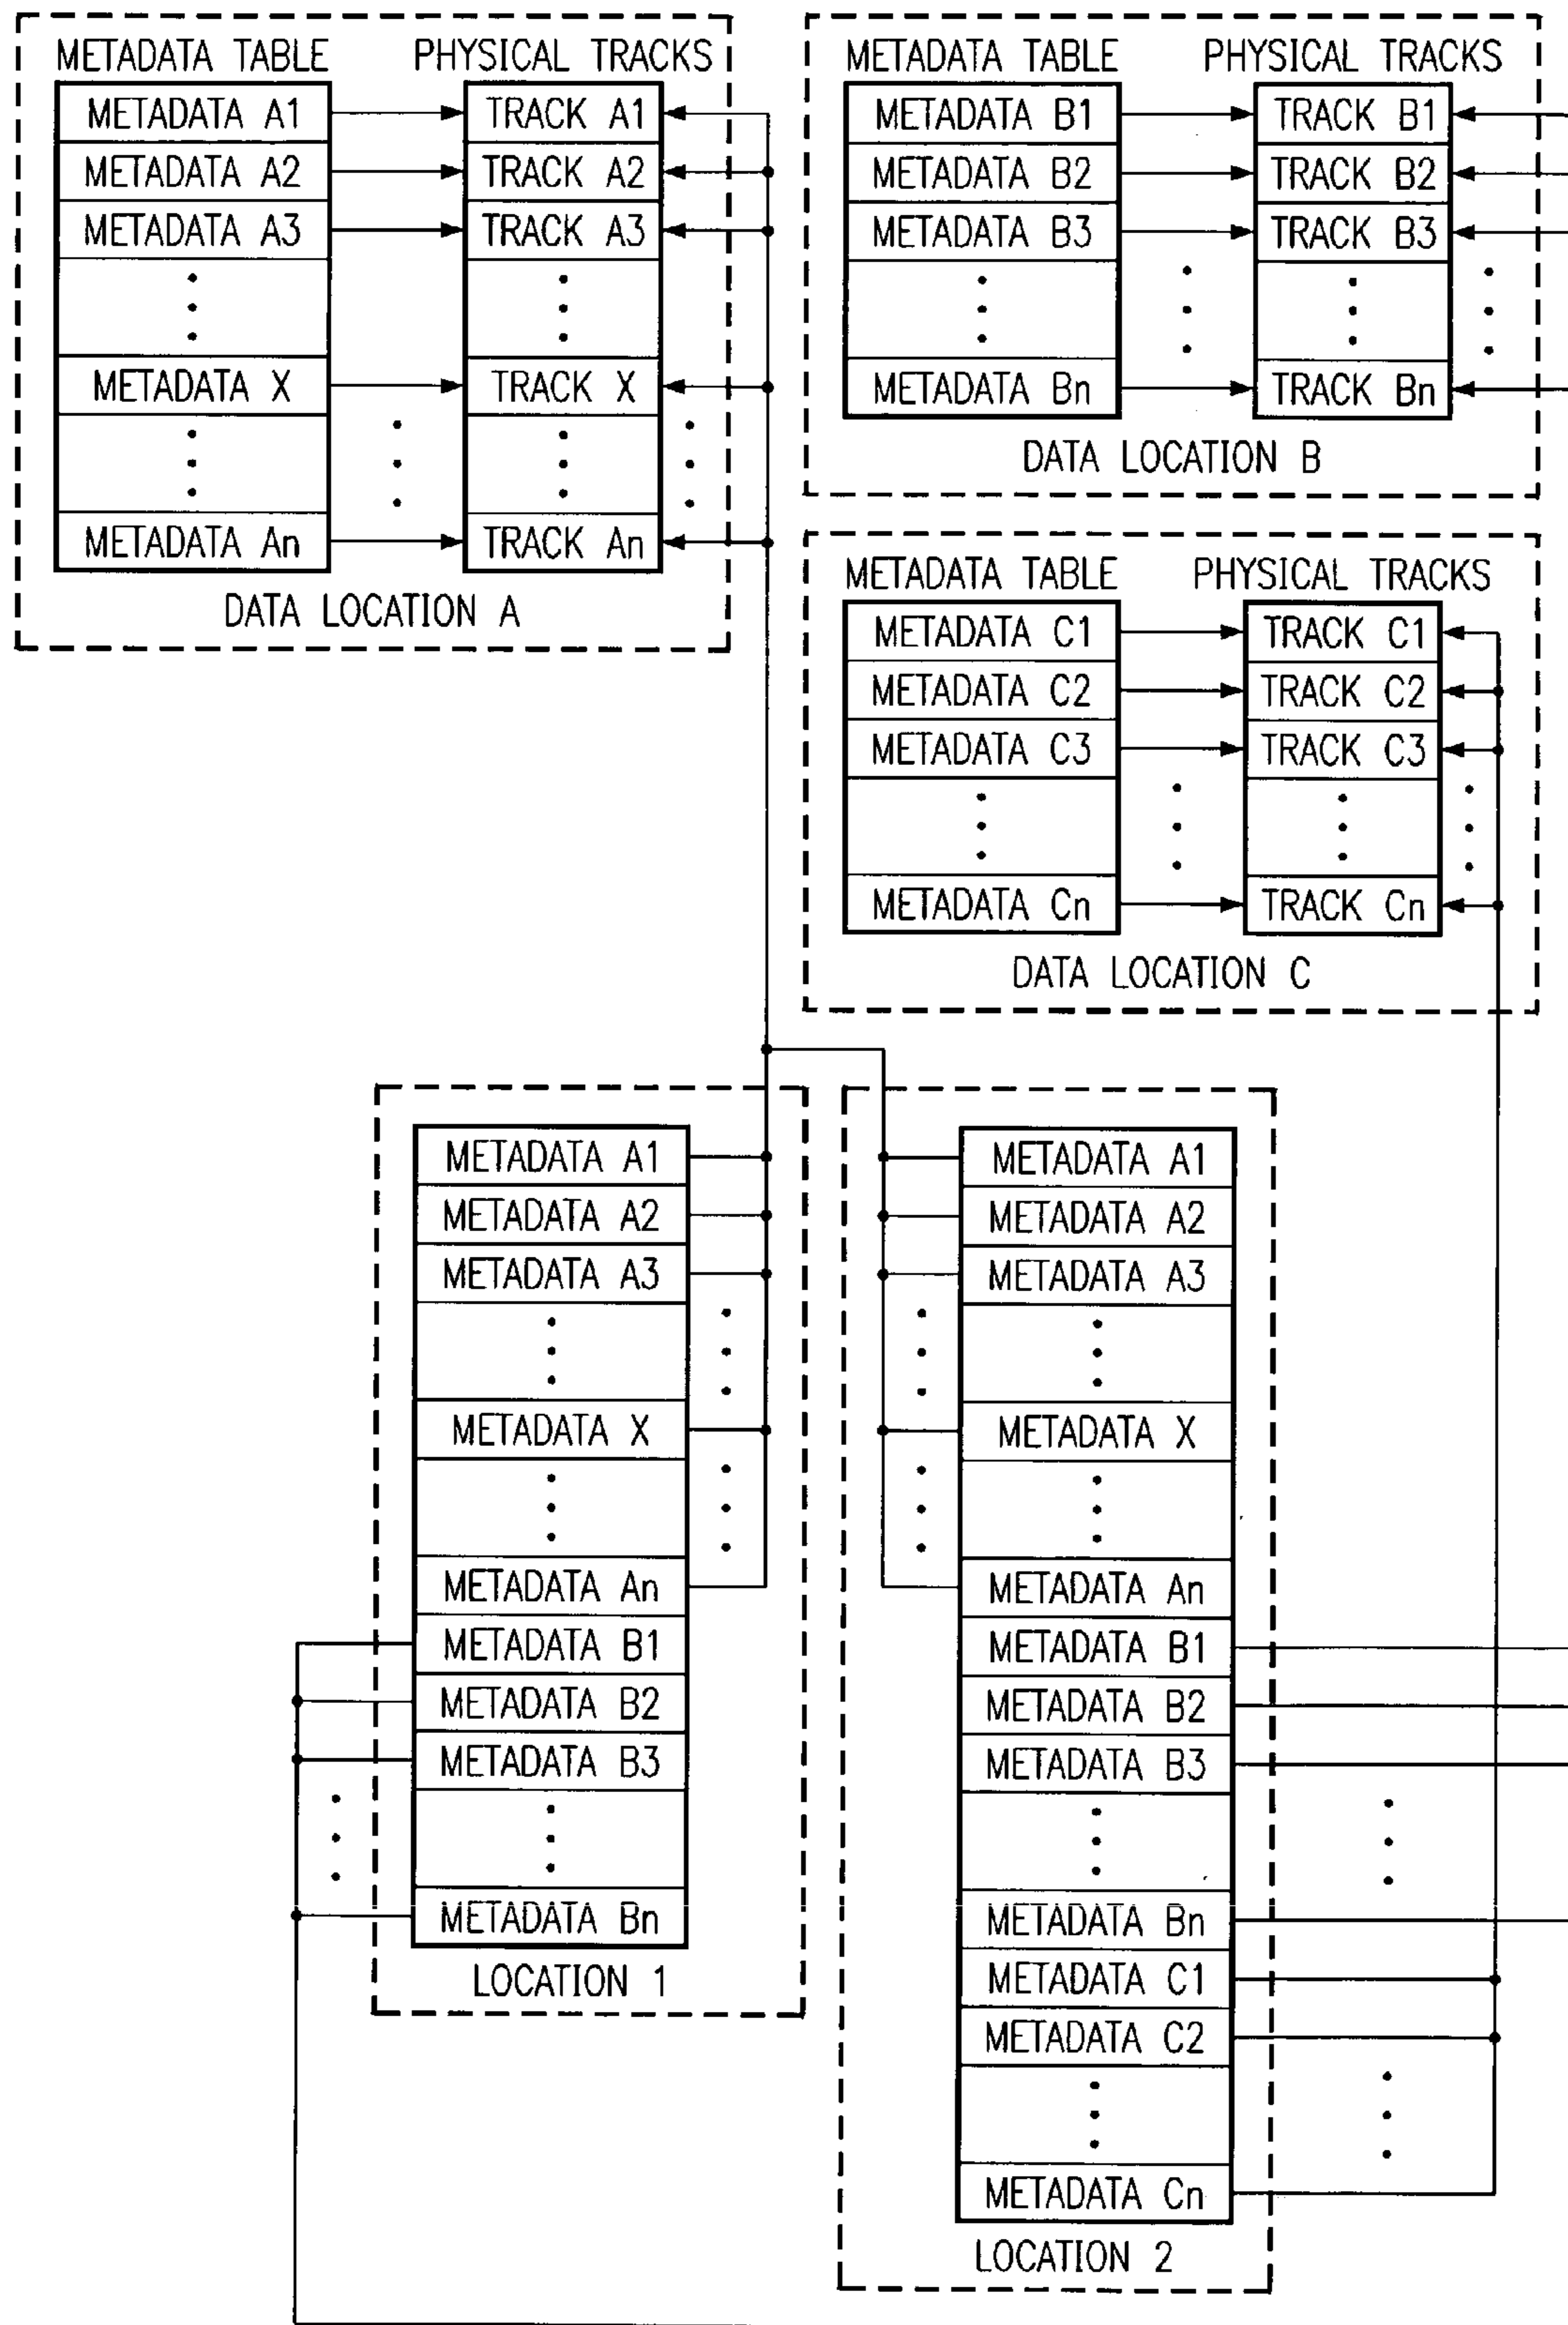 METADATA TABLE PHYSICAL TRACKS
METADATA A1 TRACK A1
METADATA A2 TRACK A2
METADATA A3 TRACK A3
METADATA X TRACK X
METADATA An TRACK An
DATA LOCATION A
METADATA TABLE PHYSICAL TRACKS
METADATA B1 TRACK B1
METADATA B2 TRACK B2
METADATA B3 TRACK B3
METADATA Bn TRACK Bn
DATA LOCATION B
METADATA TABLE PHYSICAL TRACKS
METADATA C1 TRACK C1
METADATA C2 TRACK C2
METADATA C3 TRACK C3
METADATA Cn TRACK Cn
DATA LOCATION C
METADATA A1
METADATA A2
METADATA A3
METADATA X
METADATA An
METADATA B1
METADATA B2
METADATA B3
METADATA Bn
LOCATION 1
METADATA A1
METADATA A2
METADATA A3
METADATA X
METADATA An
METADATA B1
METADATA B2
METADATA B3
METADATA Bn
METADATA C1
METADATA C2
METADATA Cn
LOCATION 2